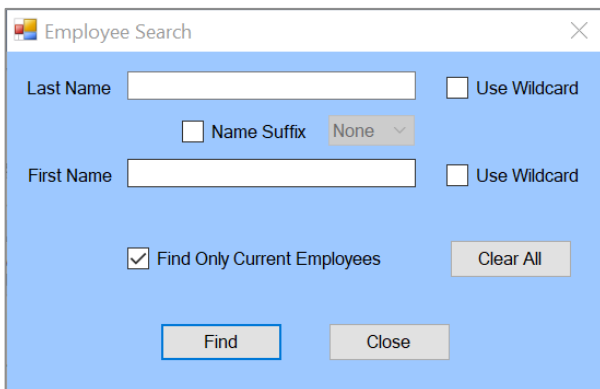 Employee Search
Last Name Use Wildcard
Name Suffix None
First Name Use Wildcard
Find Only Current Employees Clear All
Find Close